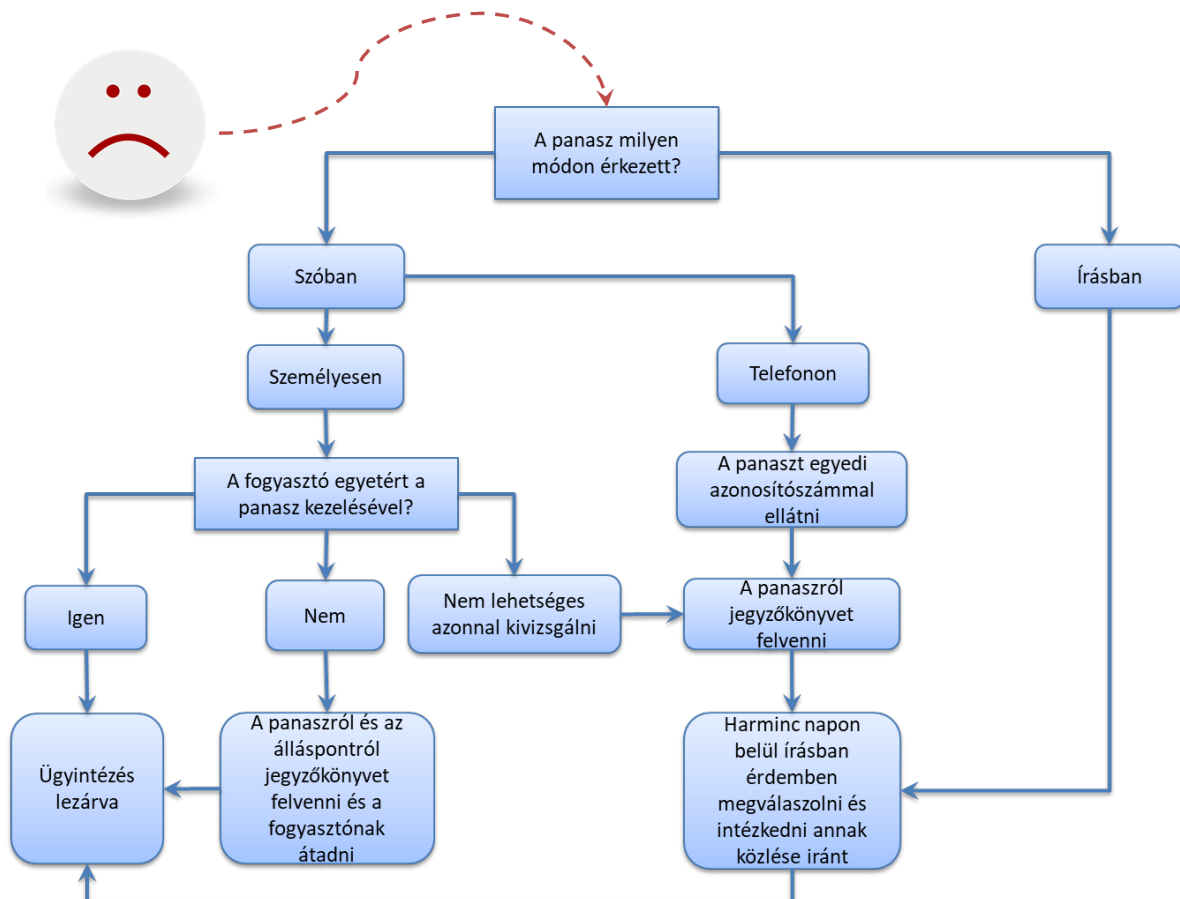 A panasz milyen
módon érkezett?
Szóban
Írásban
Személyesen
Telefonon
A fogyasztó egyetért a
panasz kezelésével?
A panaszt egyedi
azonosítószámmal
ellátni
Igen
Nem
Nem lehetséges
azonnal kivizsgálni
A panaszról
jegyzőkönyvet
felvenni
Ügyintézés
lezárva
A panaszról és az
álláspontról
jegyzőkönyvet
felvenni és a
fogyasztónak
átadni
Harminc napon
belül írásban
érdemben
megválaszolni és
intézkedni annak
közlése iránt